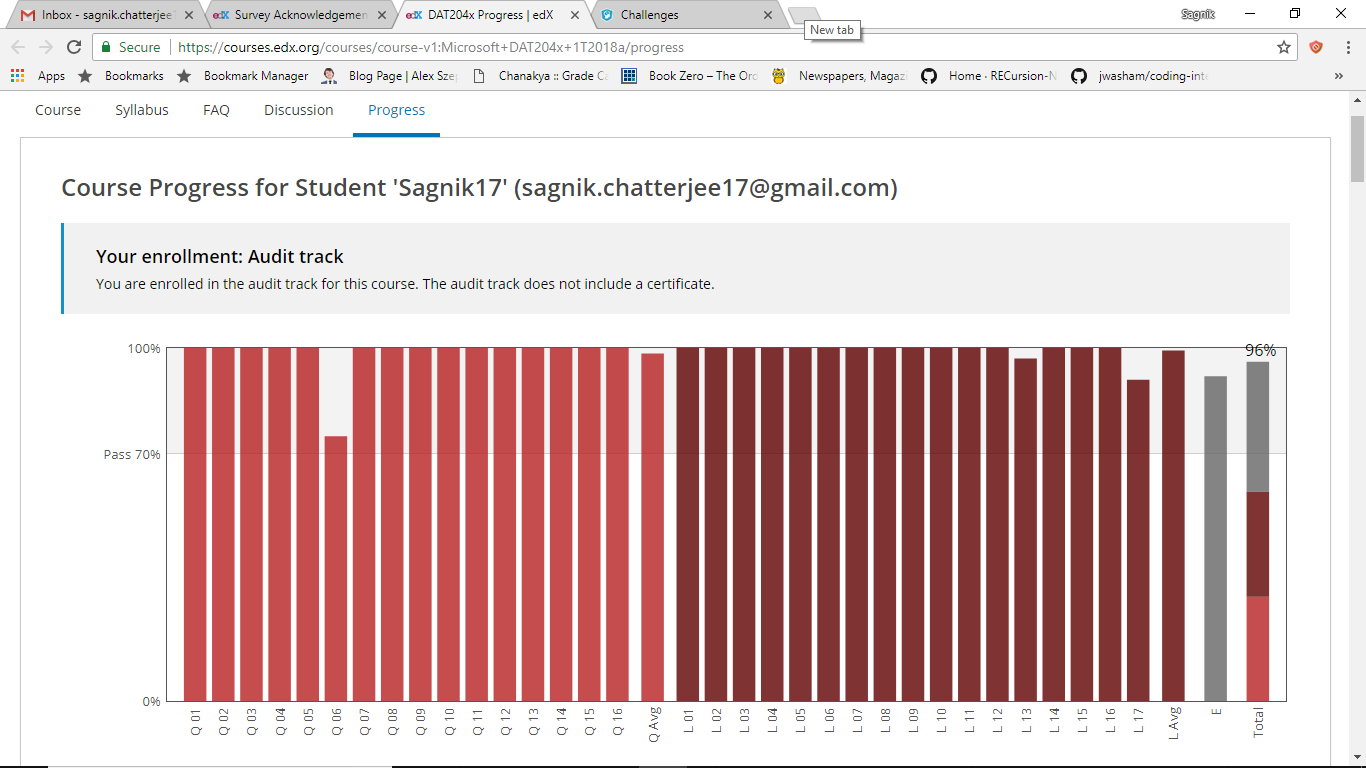 Inbox - sagnik.chatterjee
edX Survey Acknowledgemen
edX DAT204x Progress | edX
Challenges
Sagnik
New tab
Secure | https://courses.edx.org/courses/course-v1:Microsoft+DAT204x+1T2018a/progress
Apps Bookmarks Bookmark Manager Blog Page | Alex Sze Chanakya :: Grade Ca Book Zero – The Or Newspapers, Magaz Home · RECursion-N jwasham/coding-inte »
Course Syllabus FAQ Discussion Progress
Course Progress for Student 'Sagnik17' (sagnik.chatterjee17@gmail.com)
Your enrollment: Audit track
You are enrolled in the audit track for this course. The audit track does not include a certificate.
100%
96%
Pass 70%
0%
Q 01 Q 02 Q 03 Q 04 Q 05 Q 06 Q 07 Q 08 Q 09 Q 10 Q 11 Q 12 Q 13 Q 14 Q 15 Q 16 Q Avg L 01 L 02 L 03 L 04 L 05 L 06 L 07 L 08 L 09 L 10 L 11 L 12 L 13 L 14 L 15 L 16 L 17 L Avg E Total